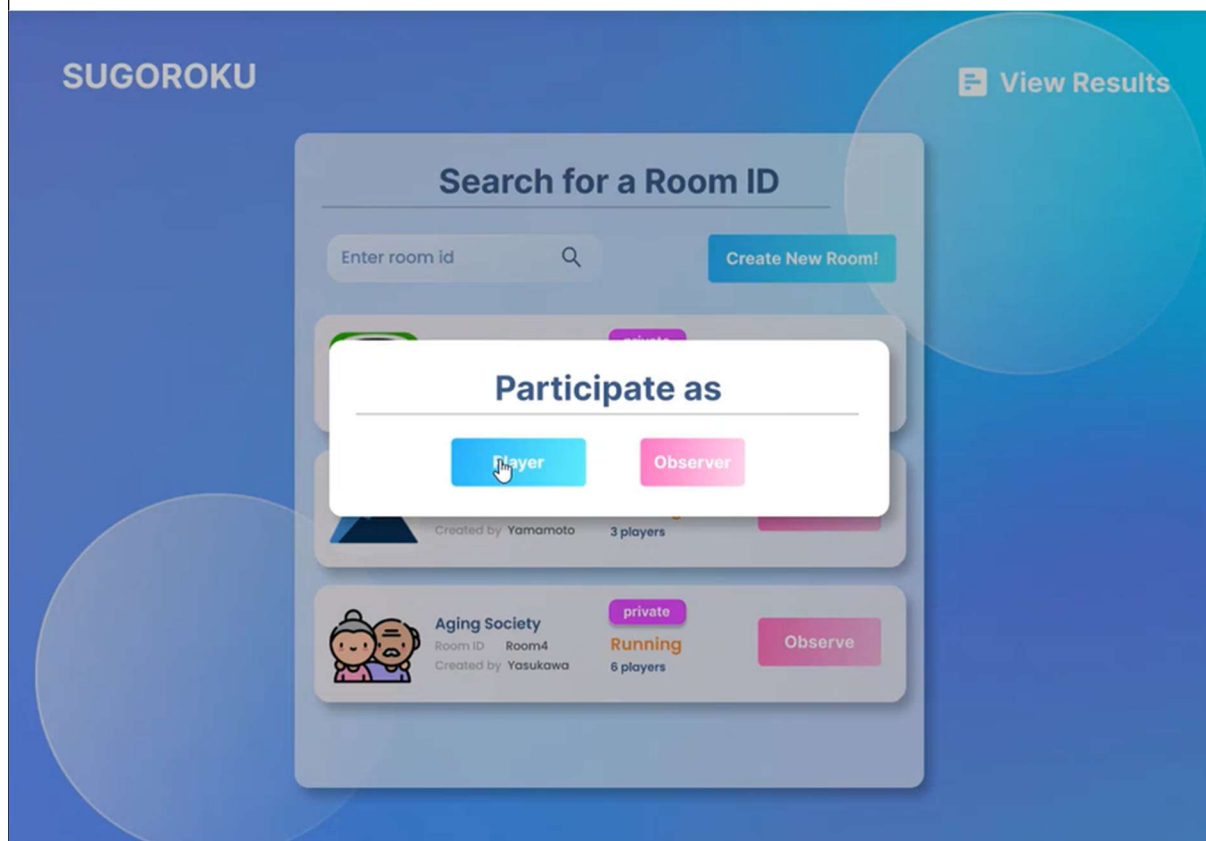 SUGOROKU
View Results
Search for a Room ID
Enter room id
Create New Room!
private
Participate as
Player
Observer
Created by Yamamoto
3 players
private
Aging Society
Room ID Room4
Running
Observe
Created by Yasukawa
6 players